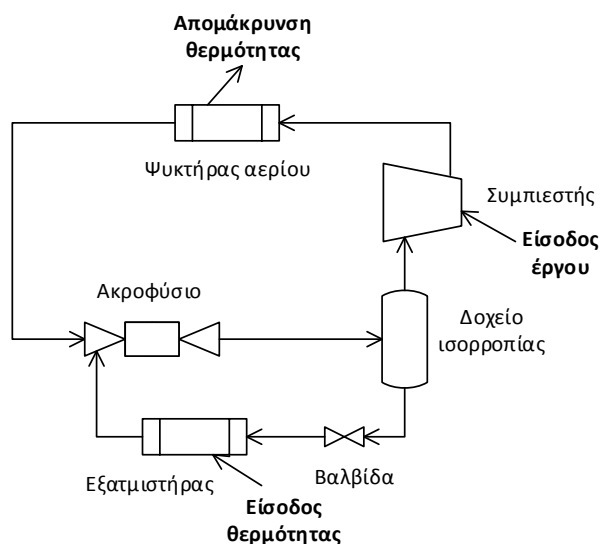 Απομάκρυνση
θερμότητας
Ψυκτήρας αερίου
Συμπιεστής
Είσοδος
έργου
Ακροφύσιο
Δοχείο
ισορροπίας
Εξατμιστήρας
Βαλβίδα
Είσοδος
θερμότητας